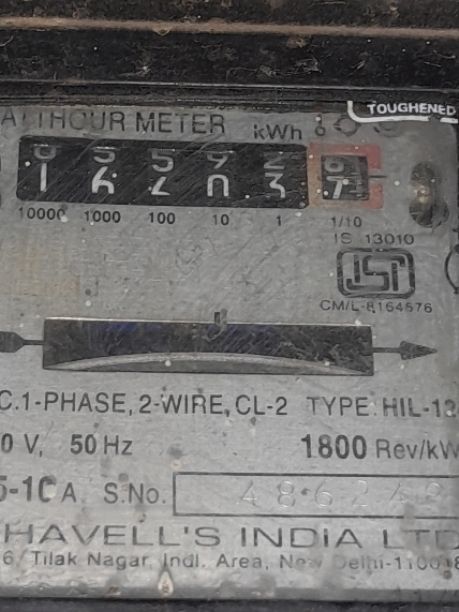 ATTHOUR METER kWh
TOUGHENED
10000 1000 100 10 1 1/10
IS 13010
ISI
CM/L-8164576
C.1-PHASE, 2-WIRE, CL-2 TYPE: HIL-13
0 V, 50 Hz 1800 Rev/kW
5-10 A. S.No.
HAVELL'S INDIA LTD
6, Tilak Nagar, Indl. Area, New Delhi-110018